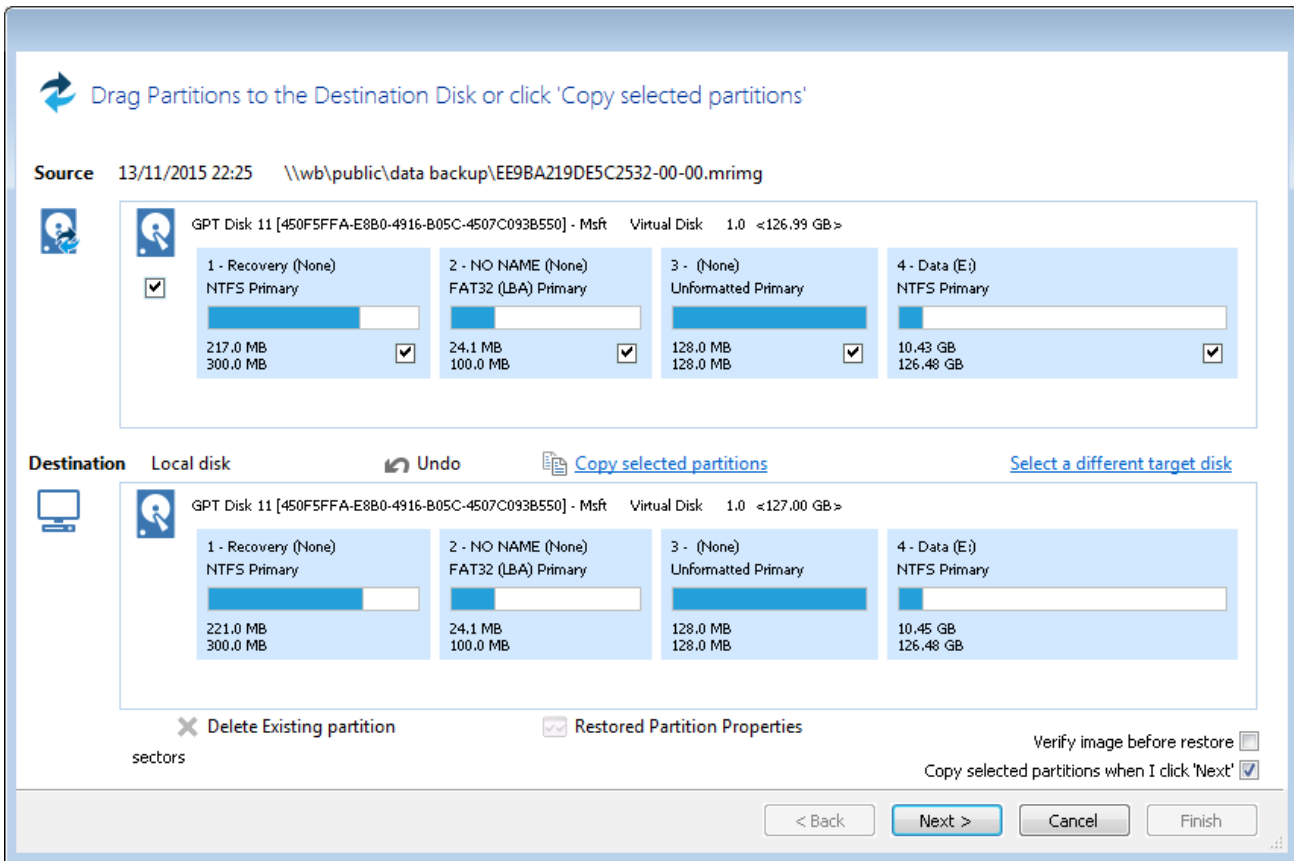 Drag Partitions to the Destination Disk or click 'Copy selected partitions'
Source 13/11/2015 22:25 \\wb\public\data backup\EE9BA219DE5C2532-00-00.mrimg
GPT Disk 11 [450F5FFA-E8B0-4916-B05C-4507C093B550] - Msft Virtual Disk 1.0 <126.99 GB>
1 - Recovery (None)
NTFS Primary
217.0 MB
300.0 MB
2 - NO NAME (None)
FAT32 (LBA) Primary
24.1 MB
100.0 MB
3 - (None)
Unformatted Primary
128.0 MB
128.0 MB
4 - Data (E:)
NTFS Primary
10.43 GB
126.48 GB
Destination Local disk Undo Copy selected partitions Select a different target disk
GPT Disk 11 [450F5FFA-E8B0-4916-B05C-4507C093B550] - Msft Virtual Disk 1.0 <127.00 GB>
1 - Recovery (None)
NTFS Primary
221.0 MB
300.0 MB
2 - NO NAME (None)
FAT32 (LBA) Primary
24.1 MB
100.0 MB
3 - (None)
Unformatted Primary
128.0 MB
128.0 MB
4 - Data (E:)
NTFS Primary
10.45 GB
126.48 GB
Delete Existing partition Restored Partition Properties
sectors
Verify image before restore
Copy selected partitions when I click 'Next'
< Back Next > Cancel Finish